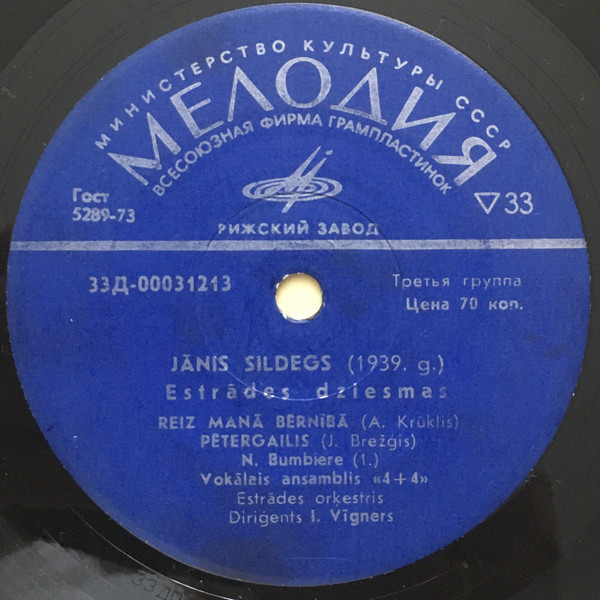 МИНИСТЕРСТВО КУЛЬТУРЫ СССР
МЕЛОДИЯ
ВСЕСОЮЗНАЯ ФИРМА ГРАМПЛАСТИНОК
Гост
5289-73
▽33
РИЖСКИЙ ЗАВОД
33Д-00031213
Третья группа
Цена 70 коп.
JĀNIS SILDEGS (1939. g.)
Estrādes dziesmas
REIZ MANĀ BĒRNĪBĀ (A. Krūklis)
PĒTERGAILIS (J. Brežģis)
N. Bumbiere (1.)
Vokālais ansamblis «4+4»
Estrādes orķestris
Diriģents I. Vīgners